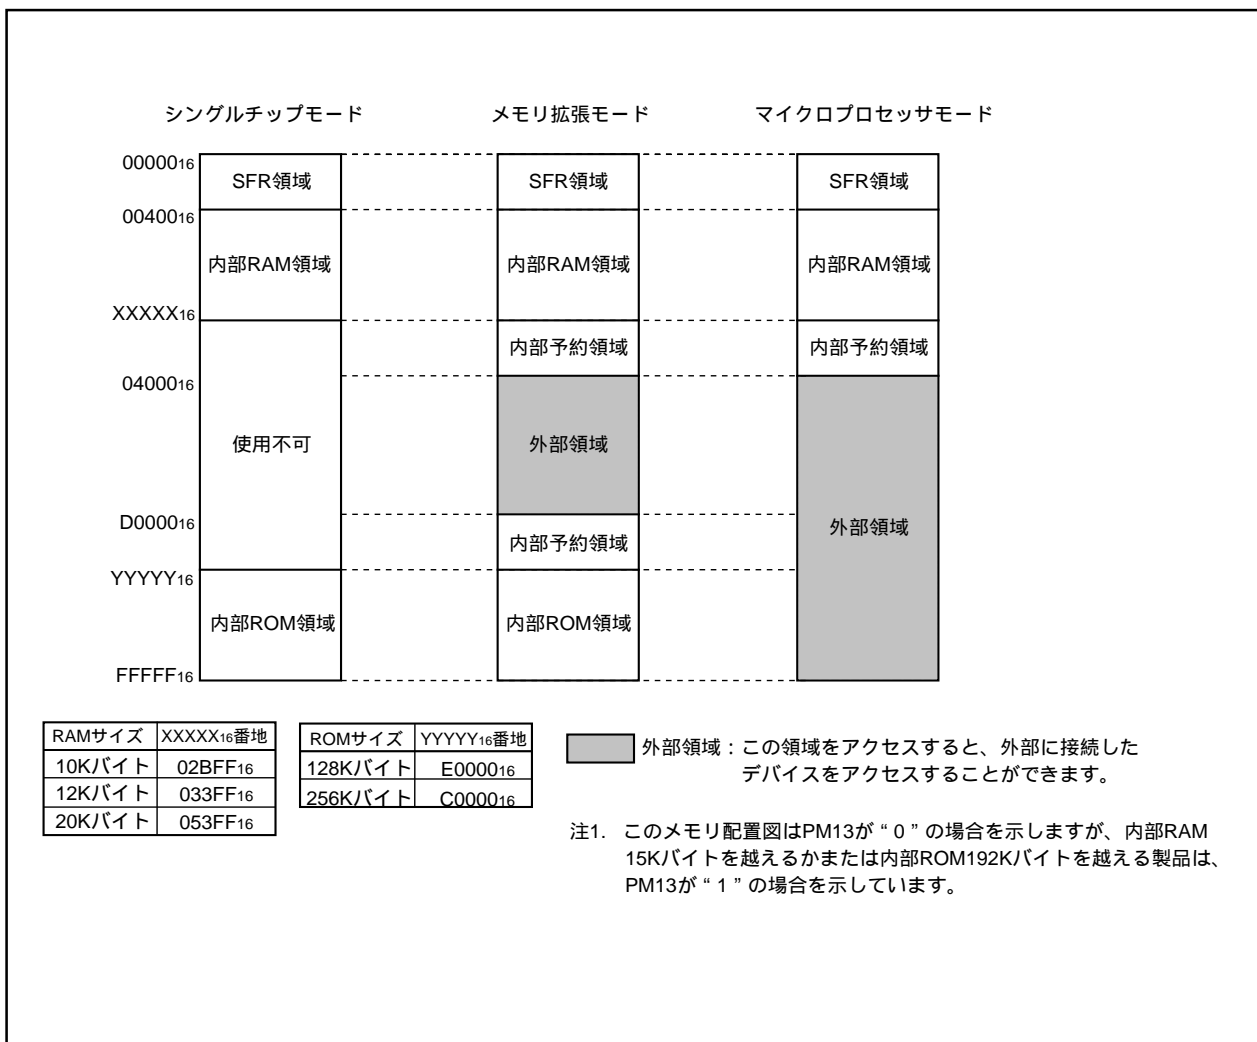 シングルチップモード メモリ拡張モード マイクロプロセッサモード
0000016
SFR領域 SFR領域 SFR領域
0040016
内部RAM領域 内部RAM領域 内部RAM領域
XXXXX16
内部予約領域 内部予約領域
0400016
使用不可 外部領域
D000016
外部領域
内部予約領域
YYYYY16
内部ROM領域 内部ROM領域
FFFFF16
RAMサイズ XXXXX16番地
10Kバイト 02BFF16
12Kバイト 033FF16
20Kバイト 053FF16
ROMサイズ YYYYY16番地
128Kバイト E000016
256Kバイト C000016
外部領域：この領域をアクセスすると、外部に接続した
デバイスをアクセスすることができます。
注1. このメモリ配置図はPM13が“0”の場合を示しますが、内部RAM
15Kバイトを越えるかまたは内部ROM192Kバイトを越える製品は、
PM13が“1”の場合を示しています。